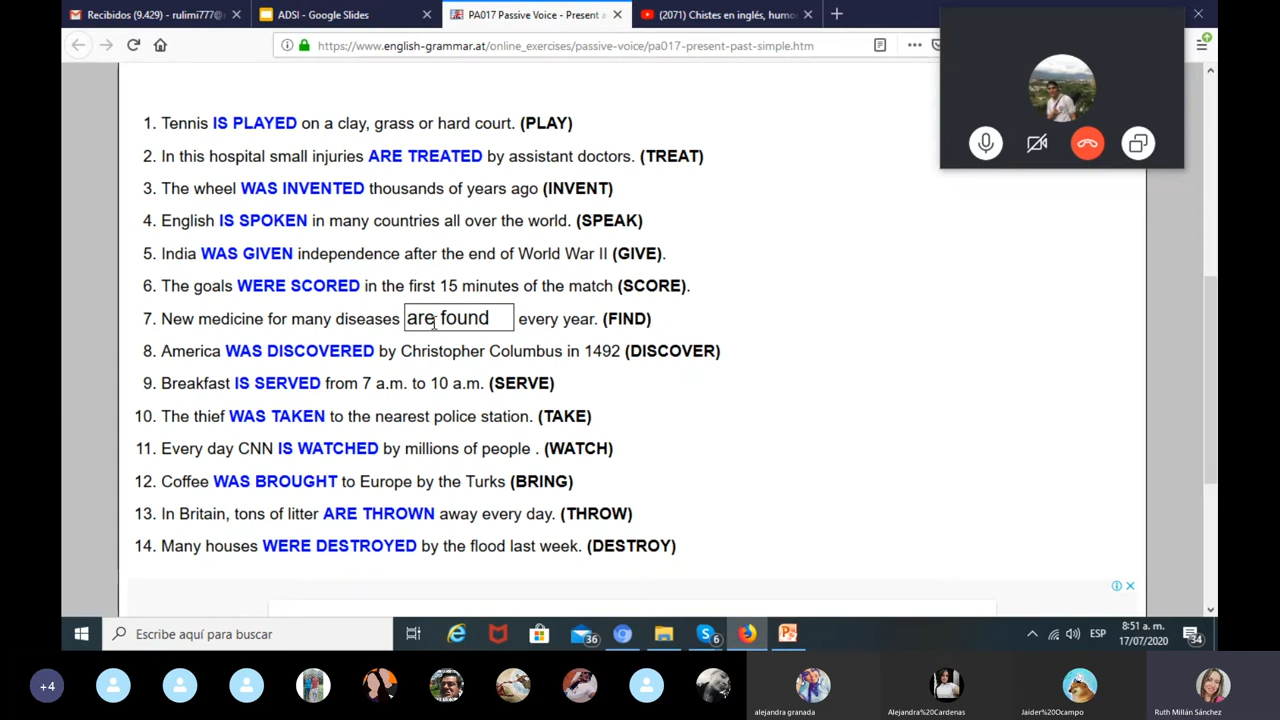 Recibidos (9.429) - rulimi777@
ADSI - Google Slides
PA017 Passive Voice - Present a
(2071) Chistes en inglés, humo
https://www.english-grammar.at/online_exercises/passive-voice/pa017-present-past-simple.htm
1. Tennis IS PLAYED on a clay, grass or hard court. (PLAY)
2. In this hospital small injuries ARE TREATED by assistant doctors. (TREAT)
3. The wheel WAS INVENTED thousands of years ago (INVENT)
4. English IS SPOKEN in many countries all over the world. (SPEAK)
5. India WAS GIVEN independence after the end of World War II (GIVE).
6. The goals WERE SCORED in the first 15 minutes of the match (SCORE).
7. New medicine for many diseases are found every year. (FIND)
8. America WAS DISCOVERED by Christopher Columbus in 1492 (DISCOVER)
9. Breakfast IS SERVED from 7 a.m. to 10 a.m. (SERVE)
10. The thief WAS TAKEN to the nearest police station. (TAKE)
11. Every day CNN IS WATCHED by millions of people . (WATCH)
12. Coffee WAS BROUGHT to Europe by the Turks (BRING)
13. In Britain, tons of litter ARE THROWN away every day. (THROW)
14. Many houses WERE DESTROYED by the flood last week. (DESTROY)
Escribe aquí para buscar
36
6
ESP
8:51 a. m.
17/07/2020
34
+4
alejandra granada
Alejandra%20Cardenas
Jaider%20Ocampo
Ruth Millán Sánchez